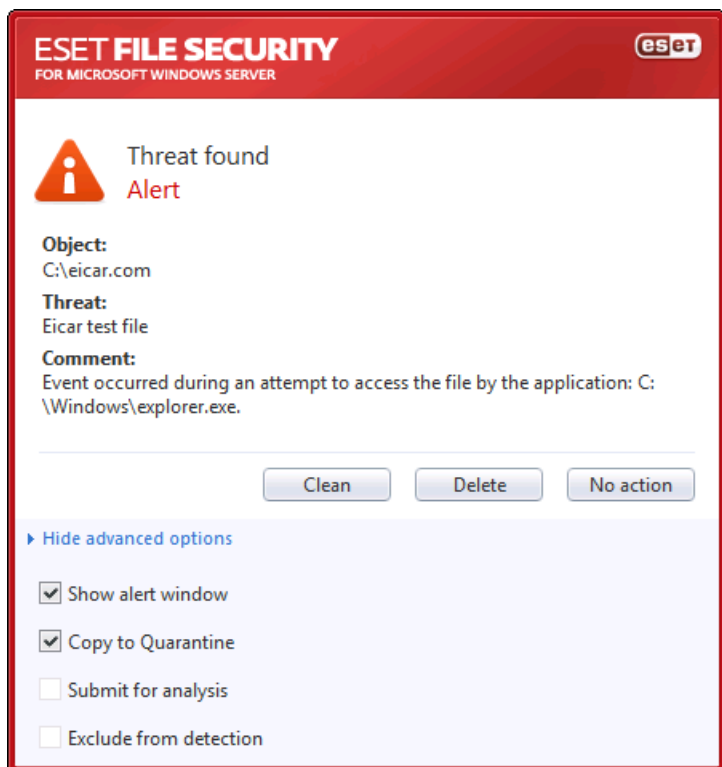 ESET FILE SECURITY
FOR MICROSOFT WINDOWS SERVER
eseT
Threat found
Alert
Object:
C:\eicar.com
Threat:
Eicar test file
Comment:
Event occurred during an attempt to access the file by the application: C:
\Windows\explorer.exe.
Clean Delete No action
Hide advanced options
Show alert window
Copy to Quarantine
Submit for analysis
Exclude from detection